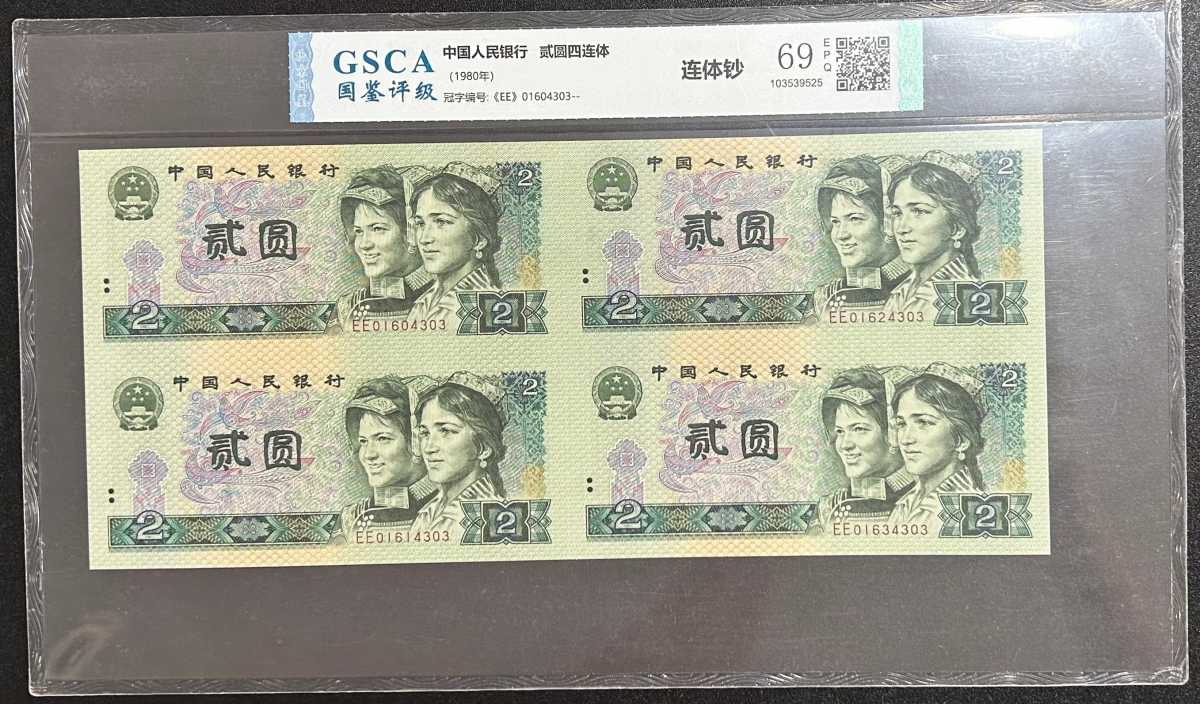 GSCA
国鉴评级
中国人民银行 贰圆四连体
(1980年)
冠字编号:《EE》01604303--
连体钞
69
EPQ
103539525
中国人民银行
2
贰圆
2
EE01604303
2
中国人民银行
2
贰圆
2
EE01624303
2
中国人民银行
2
贰圆
2
EE01614303
2
中国人民银行
2
贰圆
2
EE01634303
2